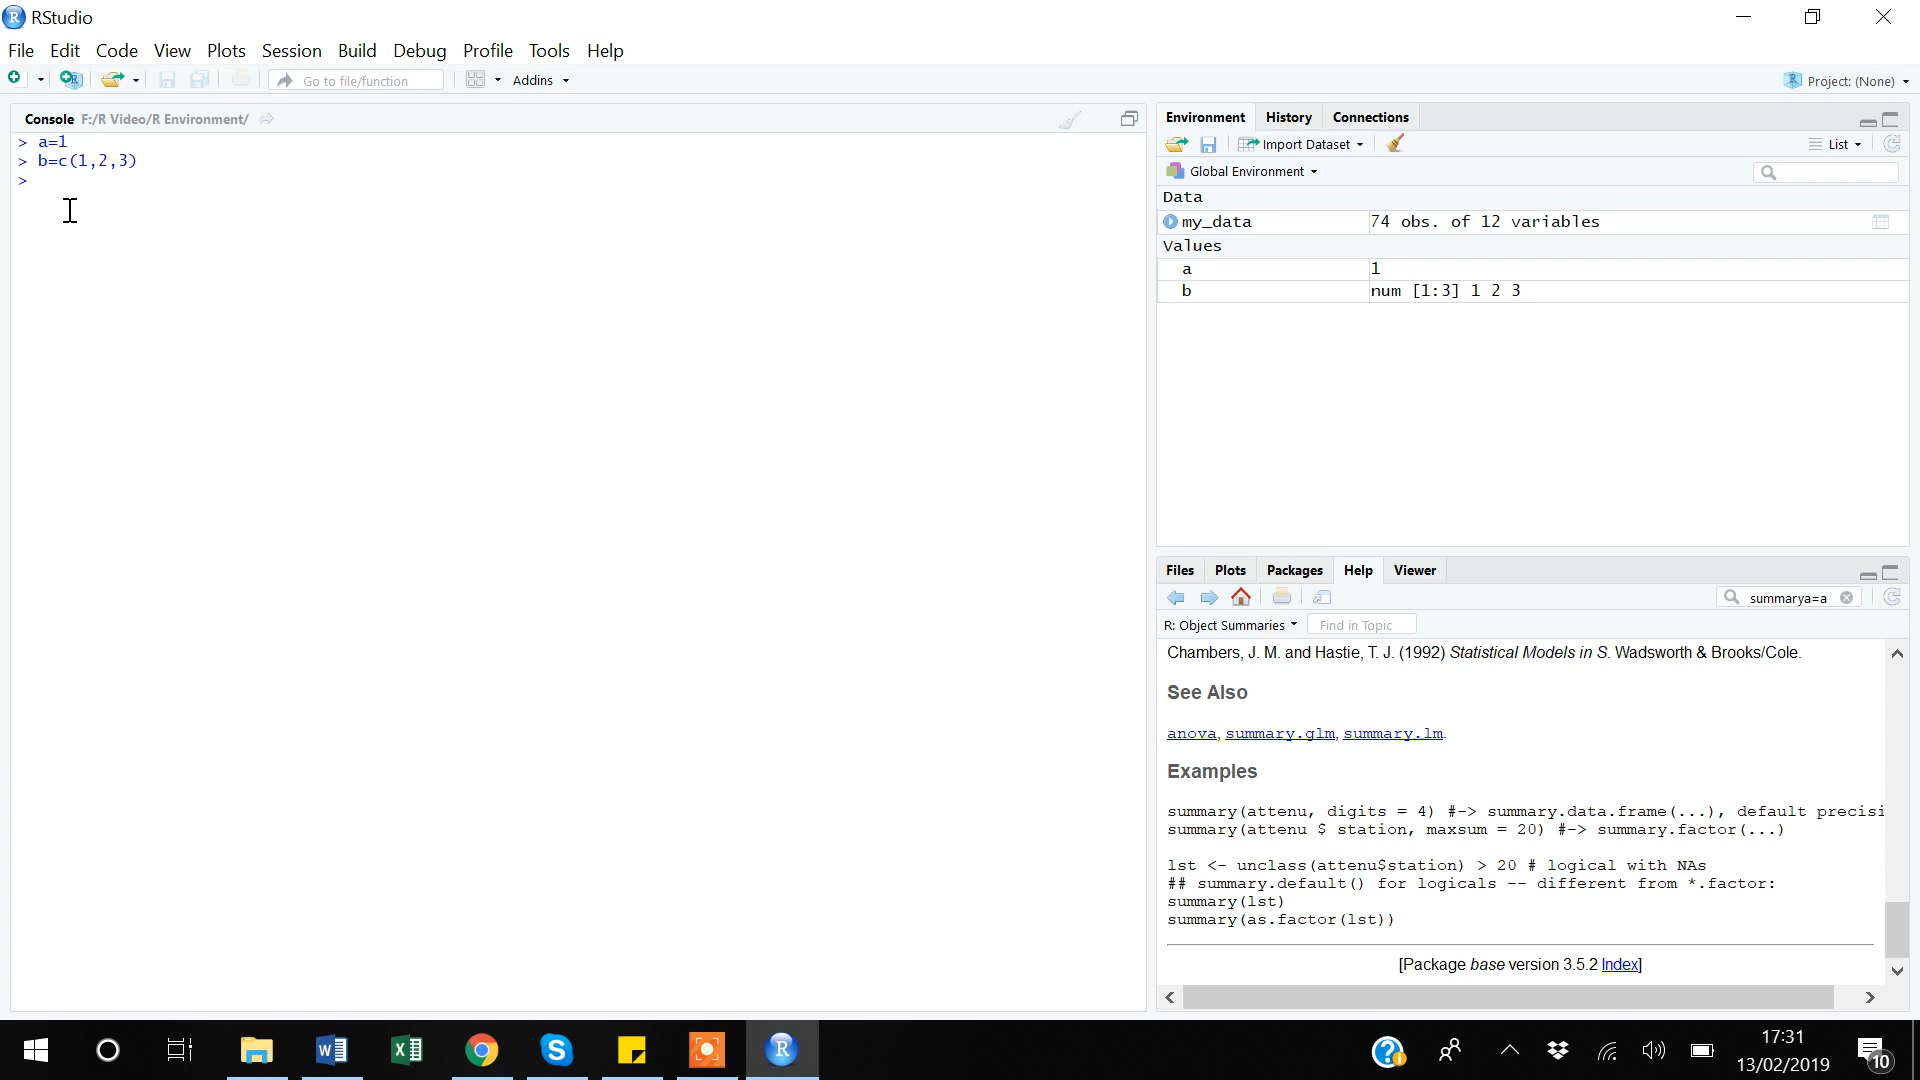 RStudio
File Edit Code View Plots Session Build Debug Profile Tools Help
Go to file/function Addins Project: (None)
Console F:/R Video/R Environment/
> a=1
> b=c(1,2,3)
>
Environment History Connections
Import Dataset List
Global Environment
Data
my_data 74 obs. of 12 variables
Values
a 1
b num [1:3] 1 2 3
Files Plots Packages Help Viewer
summarya=a
R: Object Summaries Find in Topic
Chambers, J. M. and Hastie, T. J. (1992) Statistical Models in S. Wadsworth & Brooks/Cole.
See Also
anova, summary.glm, summary.lm.
Examples
summary(attenu, digits = 4) #-> summary.data.frame(...), default precisi
summary(attenu $ station, maxsum = 20) #-> summary.factor(...)
lst <- unclass(attenu$station) > 20 # logical with NAs
## summary.default() for logicals -- different from *.factor:
summary(lst)
summary(as.factor(lst))
[Package base version 3.5.2 Index]
17:31
13/02/2019
10